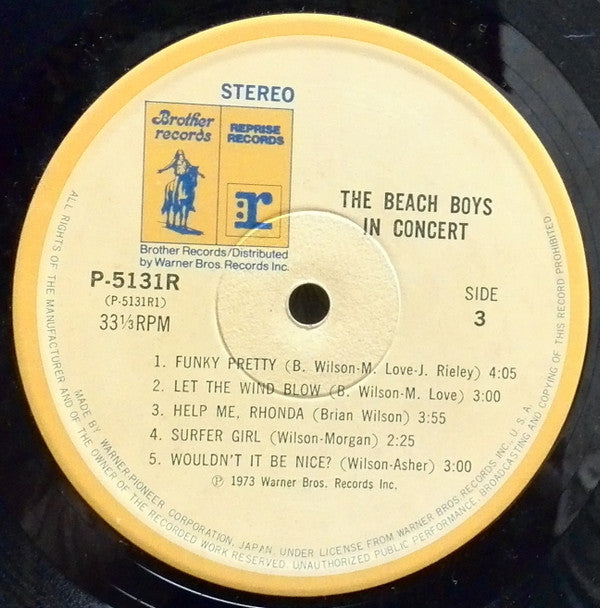 STEREO
Brother
records
REPRISE
RECORDS
:r
Brother Records/Distributed
by Warner Bros. Records Inc.
THE BEACH BOYS
IN CONCERT
P-5131R
(P-5131R1)
33⅓RPM
SIDE
3
1. FUNKY PRETTY (B. Wilson-M. Love-J. Rieley) 4:05
2. LET THE WIND BLOW (B. Wilson-M. Love) 3:00
3. HELP ME, RHONDA (Brian Wilson) 3:55
4. SURFER GIRL (Wilson-Morgan) 2:25
5. WOULDN'T IT BE NICE? (Wilson-Asher) 3:00
Ⓟ 1973 Warner Bros. Records Inc.
MADE BY WARNER-PIONEER CORPORATION, JAPAN, UNDER LICENSE FROM WARNER BROS. RECORDS INC., U.S.A.
ALL RIGHTS OF THE MANUFACTURER AND OF THE OWNER OF THE RECORDED WORK RESERVED. UNAUTHORIZED PUBLIC PERFORMANCE, BROADCASTING AND COPYING OF THIS RECORD PROHIBITED.